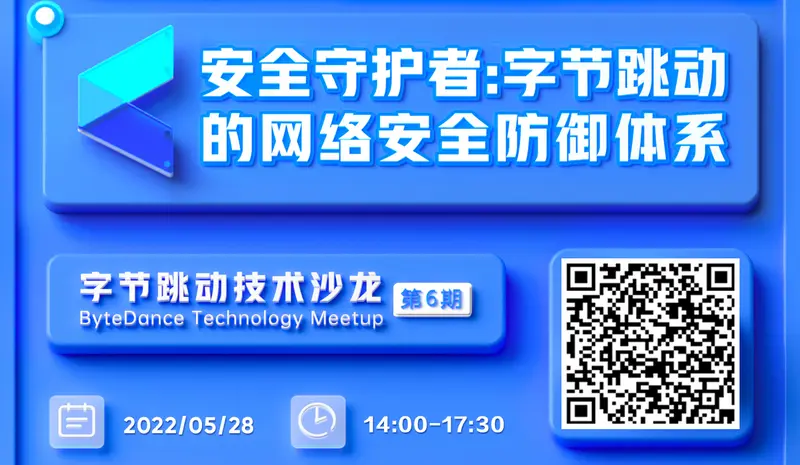 安全守护者:字节跳动
的网络安全防御体系
字节跳动技术沙龙
第6期
ByteDance Technology Meetup
2022/05/28
14:00-17:30